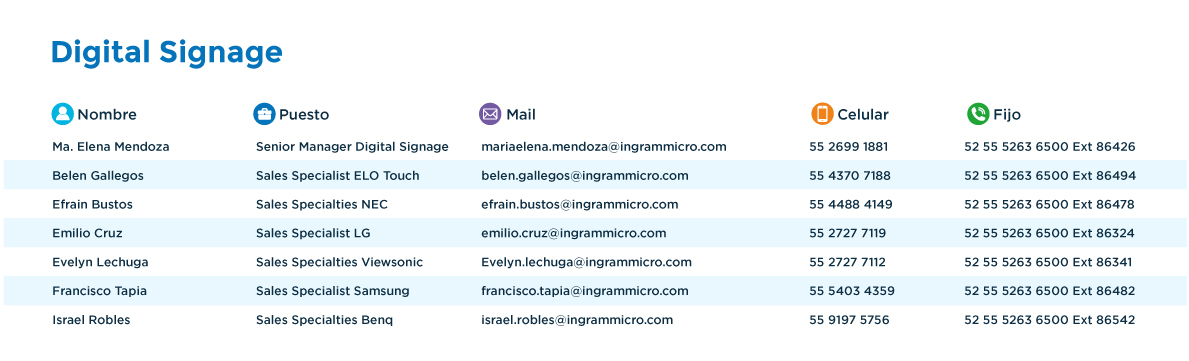 Digital Signage
Nombre Puesto Mail Celular Fijo
Ma. Elena Mendoza Senior Manager Digital Signage mariaelena.mendoza@ingrammicro.com 55 2699 1881 52 55 5263 6500 Ext 86426
Belen Gallegos Sales Specialist ELO Touch belen.gallegos@ingrammicro.com 55 4370 7188 52 55 5263 6500 Ext 86494
Efrain Bustos Sales Specialties NEC efrain.bustos@ingrammicro.com 55 4488 4149 52 55 5263 6500 Ext 86478
Emilio Cruz Sales Specialist LG emilio.cruz@ingrammicro.com 55 2727 7119 52 55 5263 6500 Ext 86324
Evelyn Lechuga Sales Specialties Viewsonic Evelyn.lechuga@ingrammicro.com 55 2727 7112 52 55 5263 6500 Ext 86341
Francisco Tapia Sales Specialist Samsung francisco.tapia@ingrammicro.com 55 5403 4359 52 55 5263 6500 Ext 86482
Israel Robles Sales Specialties Benq israel.robles@ingrammicro.com 55 9197 5756 52 55 5263 6500 Ext 86542